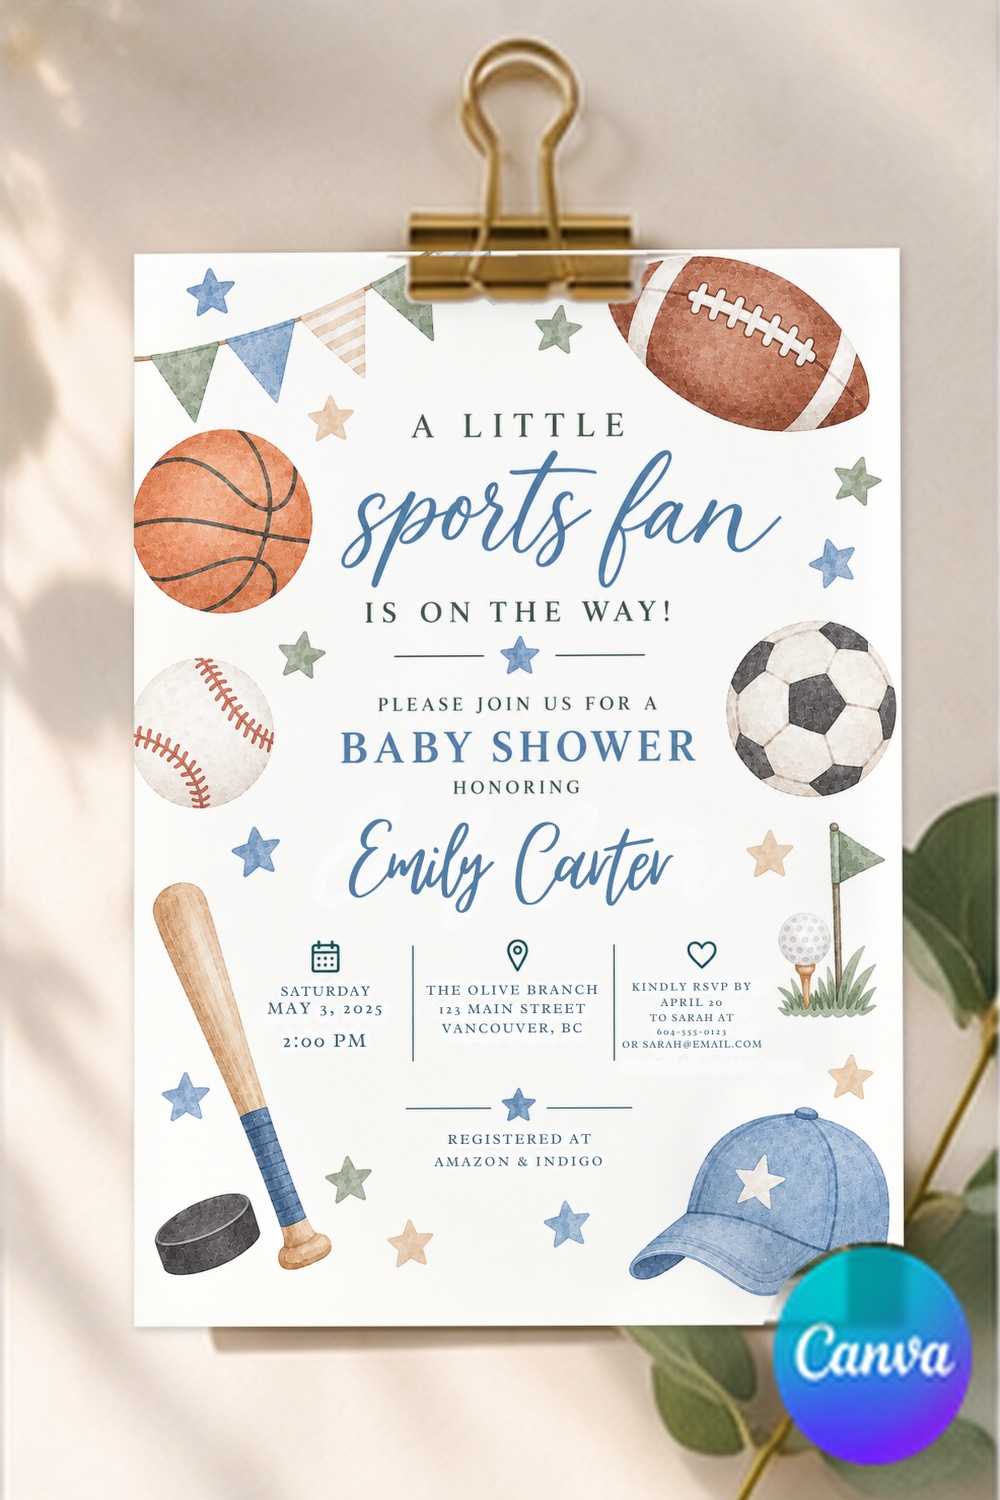 A LITTLE
sports fan
IS ON THE WAY!
PLEASE JOIN US FOR A
BABY SHOWER
HONORING
Emily Carter
SATURDAY
MAY 3, 2025
2:00 PM
THE OLIVE BRANCH
123 MAIN STREET
VANCOUVER, BC
KINDLY RSVP BY
APRIL 20
TO SARAH AT
604-555-0123
OR SARAH@EMAIL.COM
REGISTERED AT
AMAZON & INDIGO
Canva